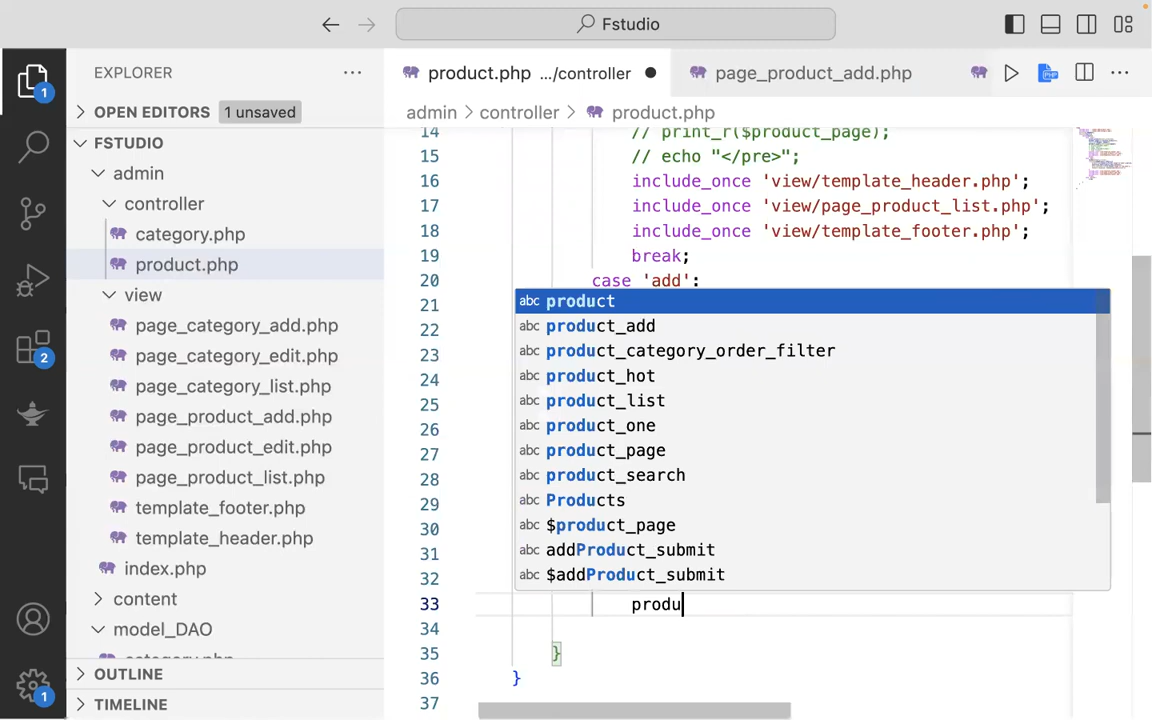 Fstudio
EXPLORER
product.php .../controller
page_product_add.php
OPEN EDITORS 1 unsaved
admin controller product.php
FSTUDIO
admin
controller
category.php
product.php
view
page_category_add.php
page_category_edit.php
page_category_list.php
page_product_add.php
page_product_edit.php
page_product_list.php
template_footer.php
template_header.php
index.php
content
model_DAO
OUTLINE
TIMELINE
1
2
1
PHP
14 // print_r($product_page);
15 // echo "</pre>";
16 include_once 'view/template_header.php';
17 include_once 'view/page_product_list.php';
18 include_once 'view/template_footer.php';
19 break;
20 case 'add':
21
22
23
24
25
26
27
28
29
30
31
32
33 produ
34
35 }
36 }
37
abc product
abc product_add
abc product_category_order_filter
abc product_hot
abc product_list
abc product_one
abc product_page
abc product_search
abc Products
abc $product_page
abc addProduct_submit
abc $addProduct_submit